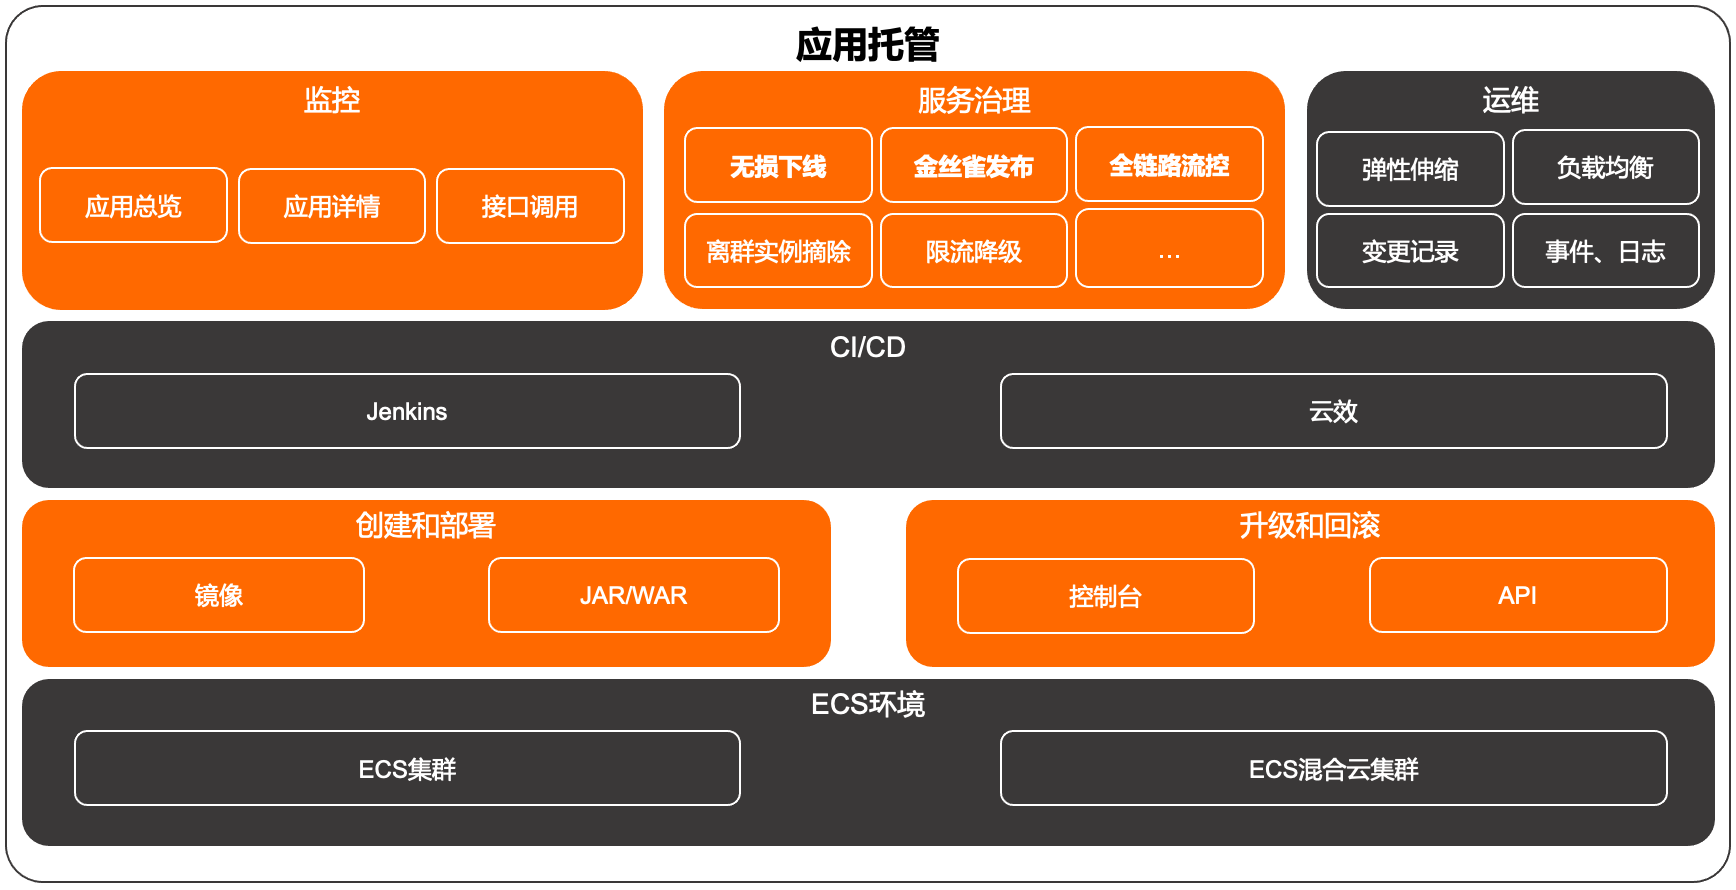 应用托管
监控
应用总览
应用详情
接口调用
服务治理
无损下线
金丝雀发布
全链路流控
离群实例摘除
限流降级
...
运维
弹性伸缩
负载均衡
变更记录
事件、日志
CI/CD
Jenkins
云效
创建和部署
镜像
JAR/WAR
升级和回滚
控制台
API
ECS环境
ECS集群
ECS混合云集群